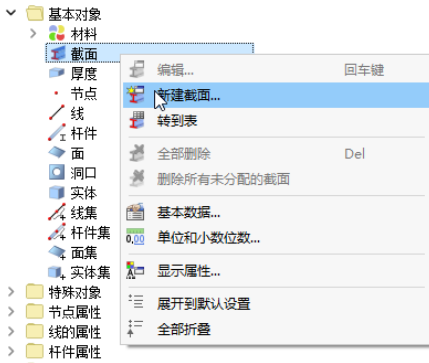 基本对象
材料
截面
厚度
节点
线
杆件
面
洞口
实体
线集
杆件集
面集
实体集
特殊对象
节点属性
线的属性
杆件属性
编辑... 回车键
新建截面...
转到表
全部删除 Del
删除所有未分配的截面
基本数据...
0,00 单位和小数位数...
显示属性...
展开到默认设置
全部折叠